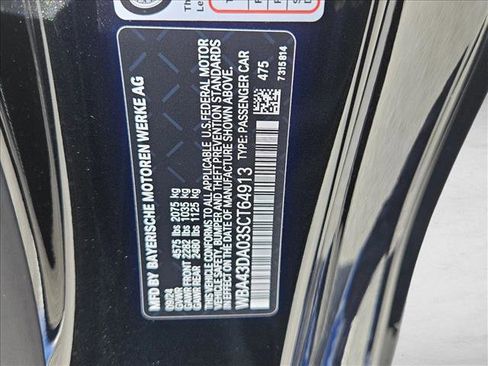 MFD BY BAYERISCHE MOTOREN WERKE AG
09/24
GVWR 4575 lbs 2075 kg
GAWR FRONT 2282 lbs 1035 kg
GAWR REAR 2480 lbs 1125 kg
THIS VEHICLE CONFORMS TO ALL APPLICABLE U.S. FEDERAL MOTOR
VEHICLE SAFETY, BUMPER AND THEFT PREVENTION STANDARDS
IN EFFECT ON THE DATE OF MANUFACTURE SHOWN ABOVE.
WBA43DA03SCT64913 TYPE: PASSENGER CAR
475
7315814